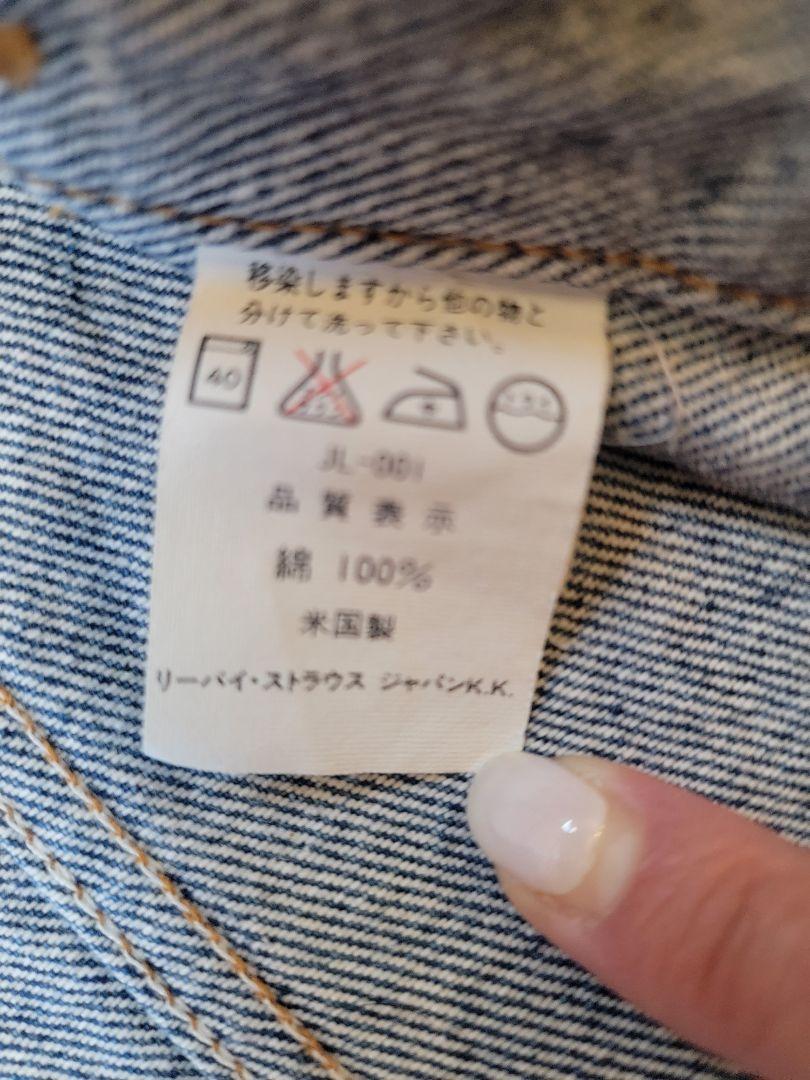 移染しますから他の物と
分けて洗って下さい。
40
JL-001
品質表示
綿 100%
米国製
リーバイ・ストラウス ジャパンK.K.